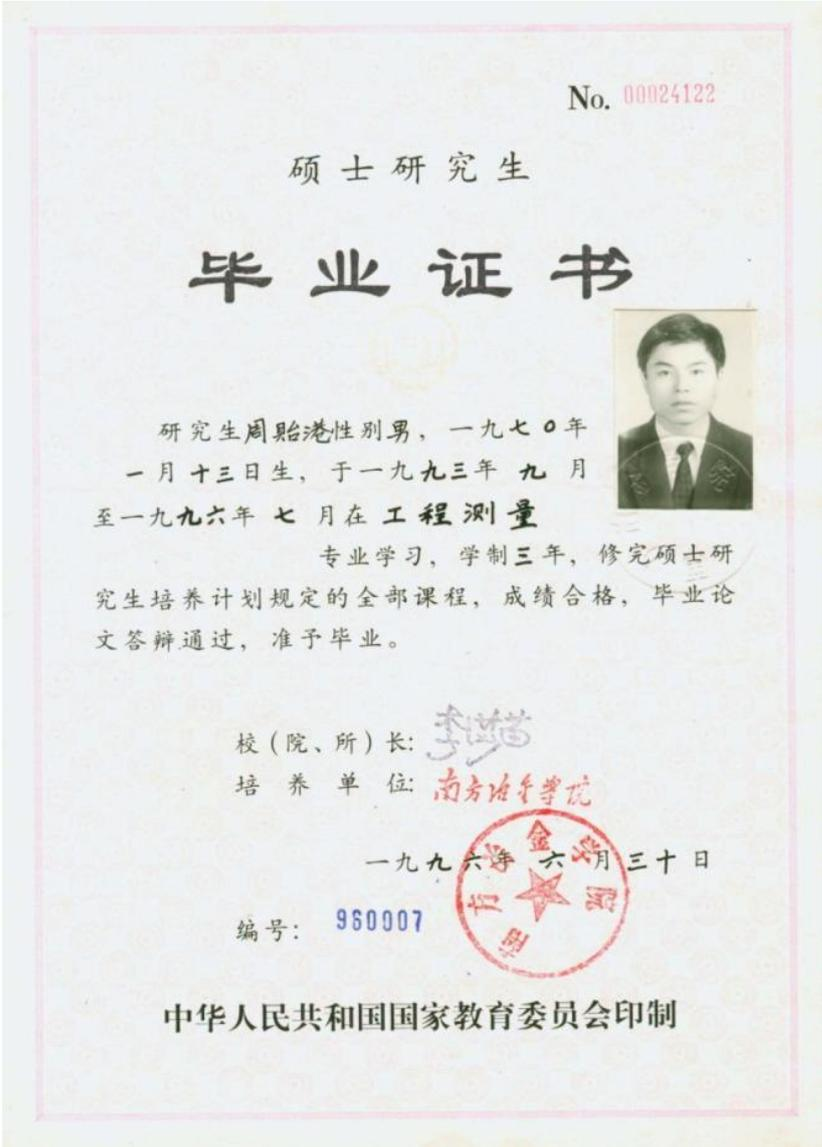 No. 00024122
硕士研究生
毕业证书
研究生周贻港性别男，一九七〇年
一月十三日生，于一九九三年九月
至一九九六年七月在工程测量
专业学习，学制三年，修完硕士研
究生培养计划规定的全部课程，成绩合格，毕业论
文答辩通过，准予毕业。
校（院、所）长：
培养单位：南方冶金学院
一九九六年六月三十日
南方冶金学院
编号：960007
中华人民共和国国家教育委员会印制